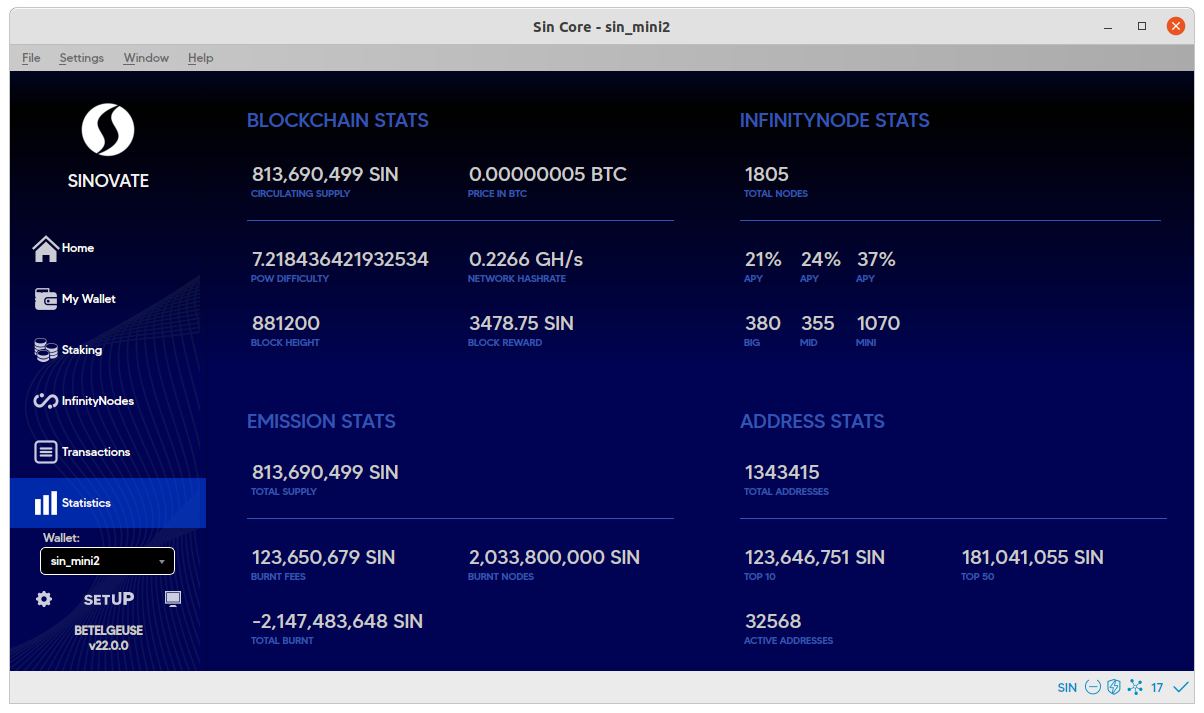 Sin Core - sin_mini2
File Settings Window Help
SINOVATE
Home
My Wallet
Staking
InfinityNodes
Transactions
Statistics
Wallet:
sin_mini2
SETUP
BETELGEUSE
v22.0.0
BLOCKCHAIN STATS
813,690,499 SIN 0.00000005 BTC
CIRCULATING SUPPLY PRICE IN BTC
7.218436421932534 0.2266 GH/s
POW DIFFICULTY NETWORK HASHRATE
881200 3478.75 SIN
BLOCK HEIGHT BLOCK REWARD
INFINITYNODE STATS
1805
TOTAL NODES
21% 24% 37%
APY APY APY
380 355 1070
BIG MID MINI
EMISSION STATS
813,690,499 SIN
TOTAL SUPPLY
123,650,679 SIN 2,033,800,000 SIN
BURNT FEES BURNT NODES
-2,147,483,648 SIN
TOTAL BURNT
ADDRESS STATS
1343415
TOTAL ADDRESSES
123,646,751 SIN 181,041,055 SIN
TOP 10 TOP 50
32568
ACTIVE ADDRESSES
SIN 17